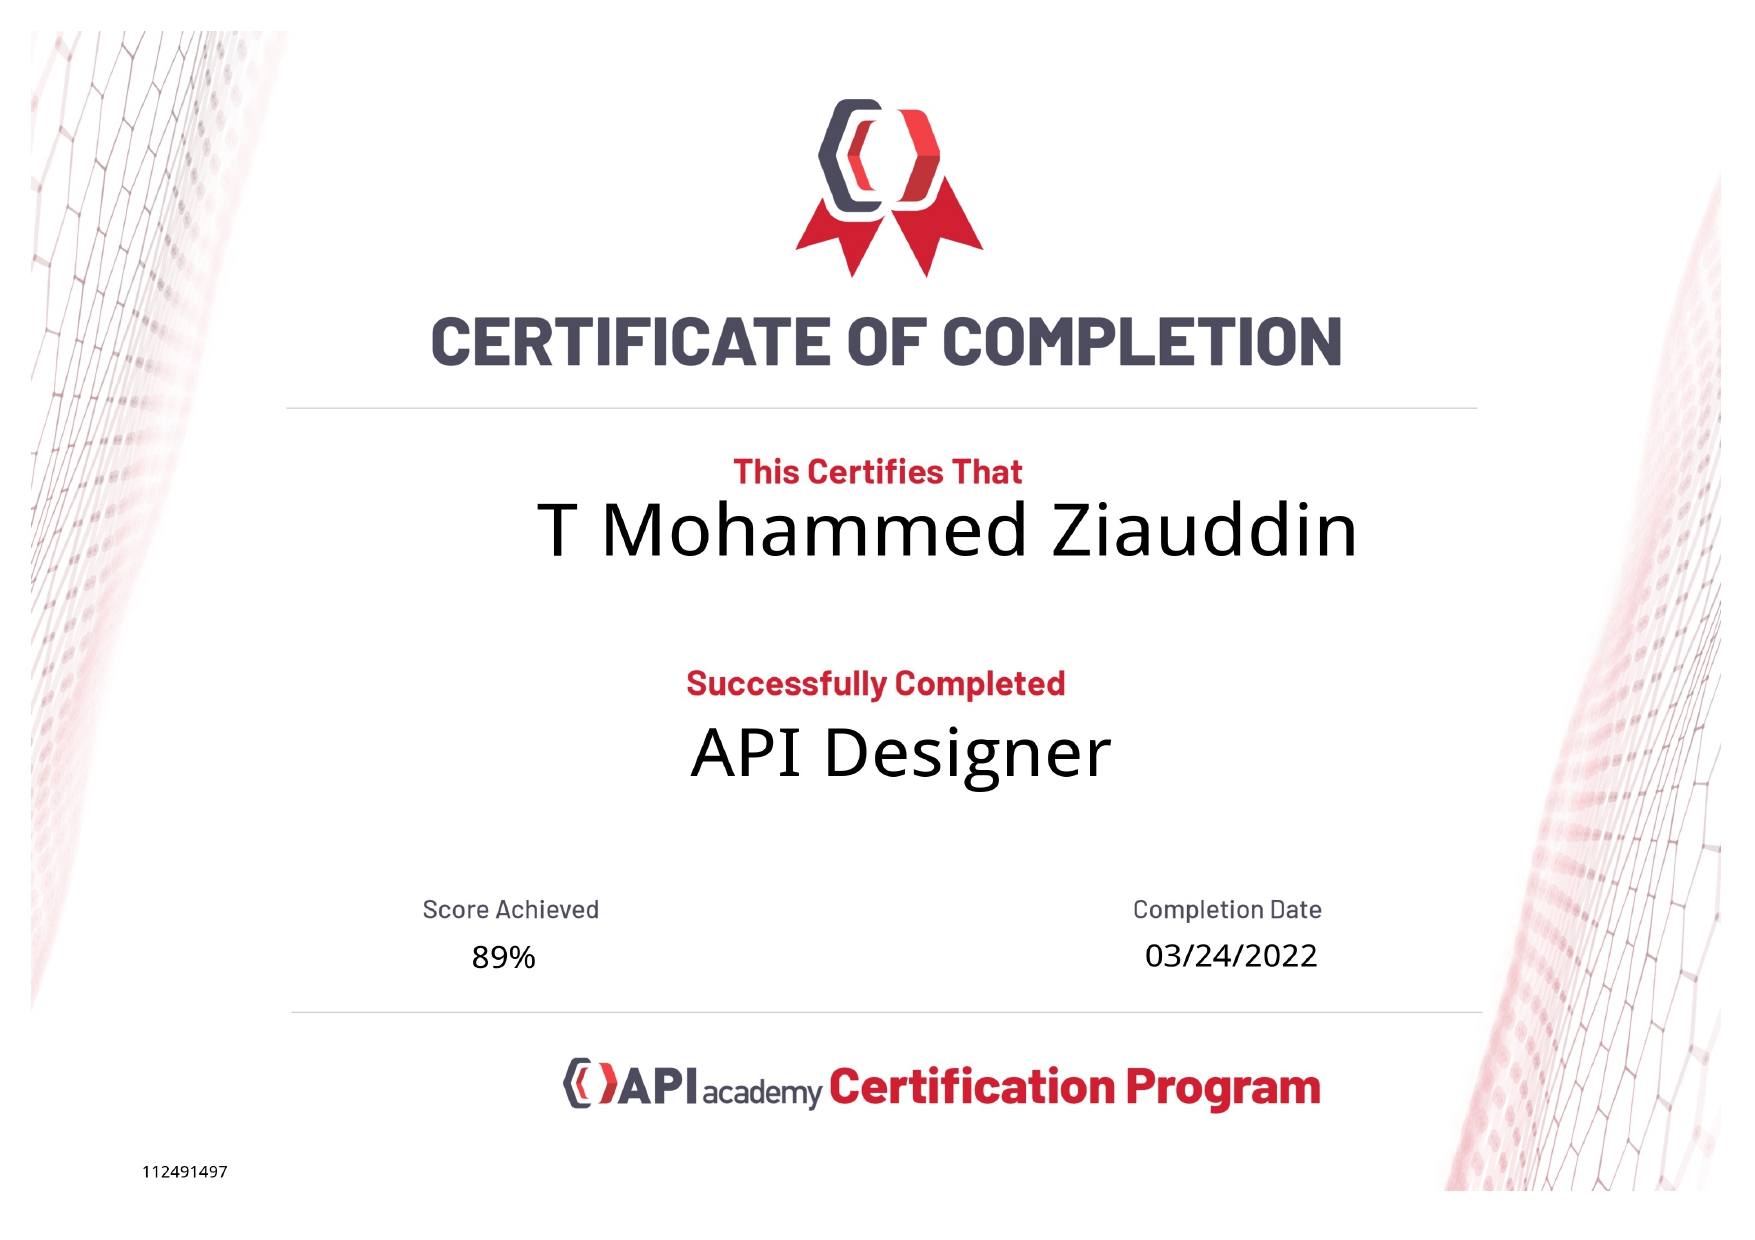 CERTIFICATE OF COMPLETION
This Certifies That
T Mohammed Ziauddin
Successfully Completed
API Designer
Score Achieved
89%
Completion Date
03/24/2022
API academy Certification Program
112491497